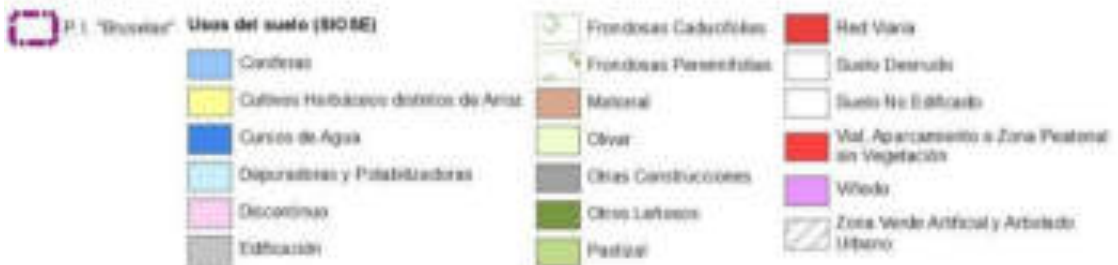 P.I. "Bruselas"
Usos del suelo (SIOSE)
Coníferas
Cultivos Herbáceos distintos de Arroz
Cursos de Agua
Depuradoras y Potabilizadoras
Discontinuo
Edificación
Frondosas Caducifolias
Frondosas Perennifolias
Matorral
Olivar
Otras Construcciones
Otros Leñosos
Pastizal
Red Viaria
Suelo Desnudo
Suelo No Edificado
Vial, Aparcamiento o Zona Peatonal
sin Vegetación
Viñedo
Zona Verde Artificial y Arbolado
Urbano